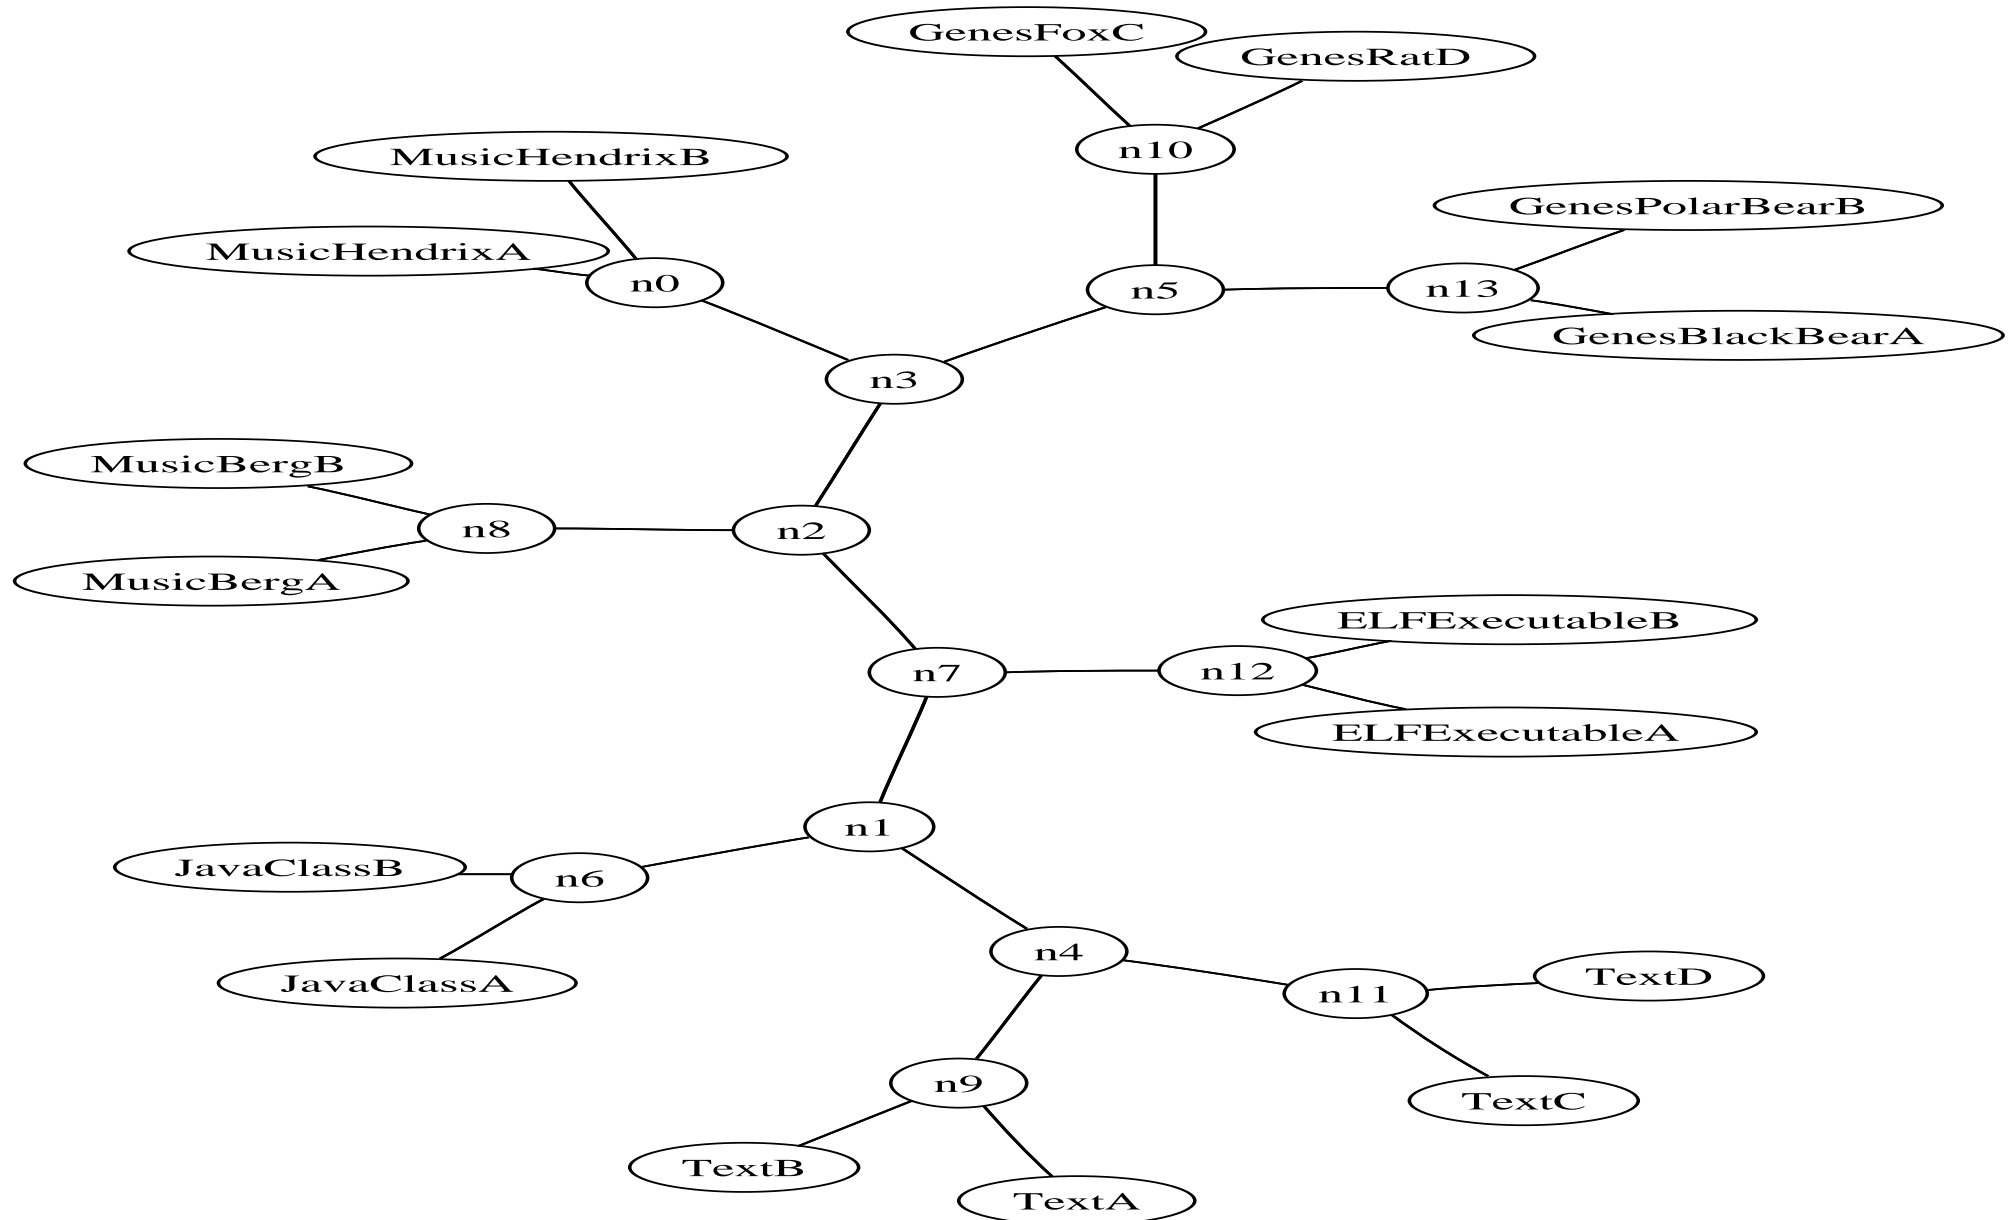 GenesFoxC
GenesRatD
n10
MusicHendrixB
GenesPolarBearB
MusicHendrixA
n0
n5
n13
GenesBlackBearA
n3
MusicBergB
n8
n2
MusicBergA
ELFExecutableB
n7
n12
ELFExecutableA
n1
JavaClassB
n6
n4
JavaClassA
n11
TextD
n9
TextC
TextB
TextA